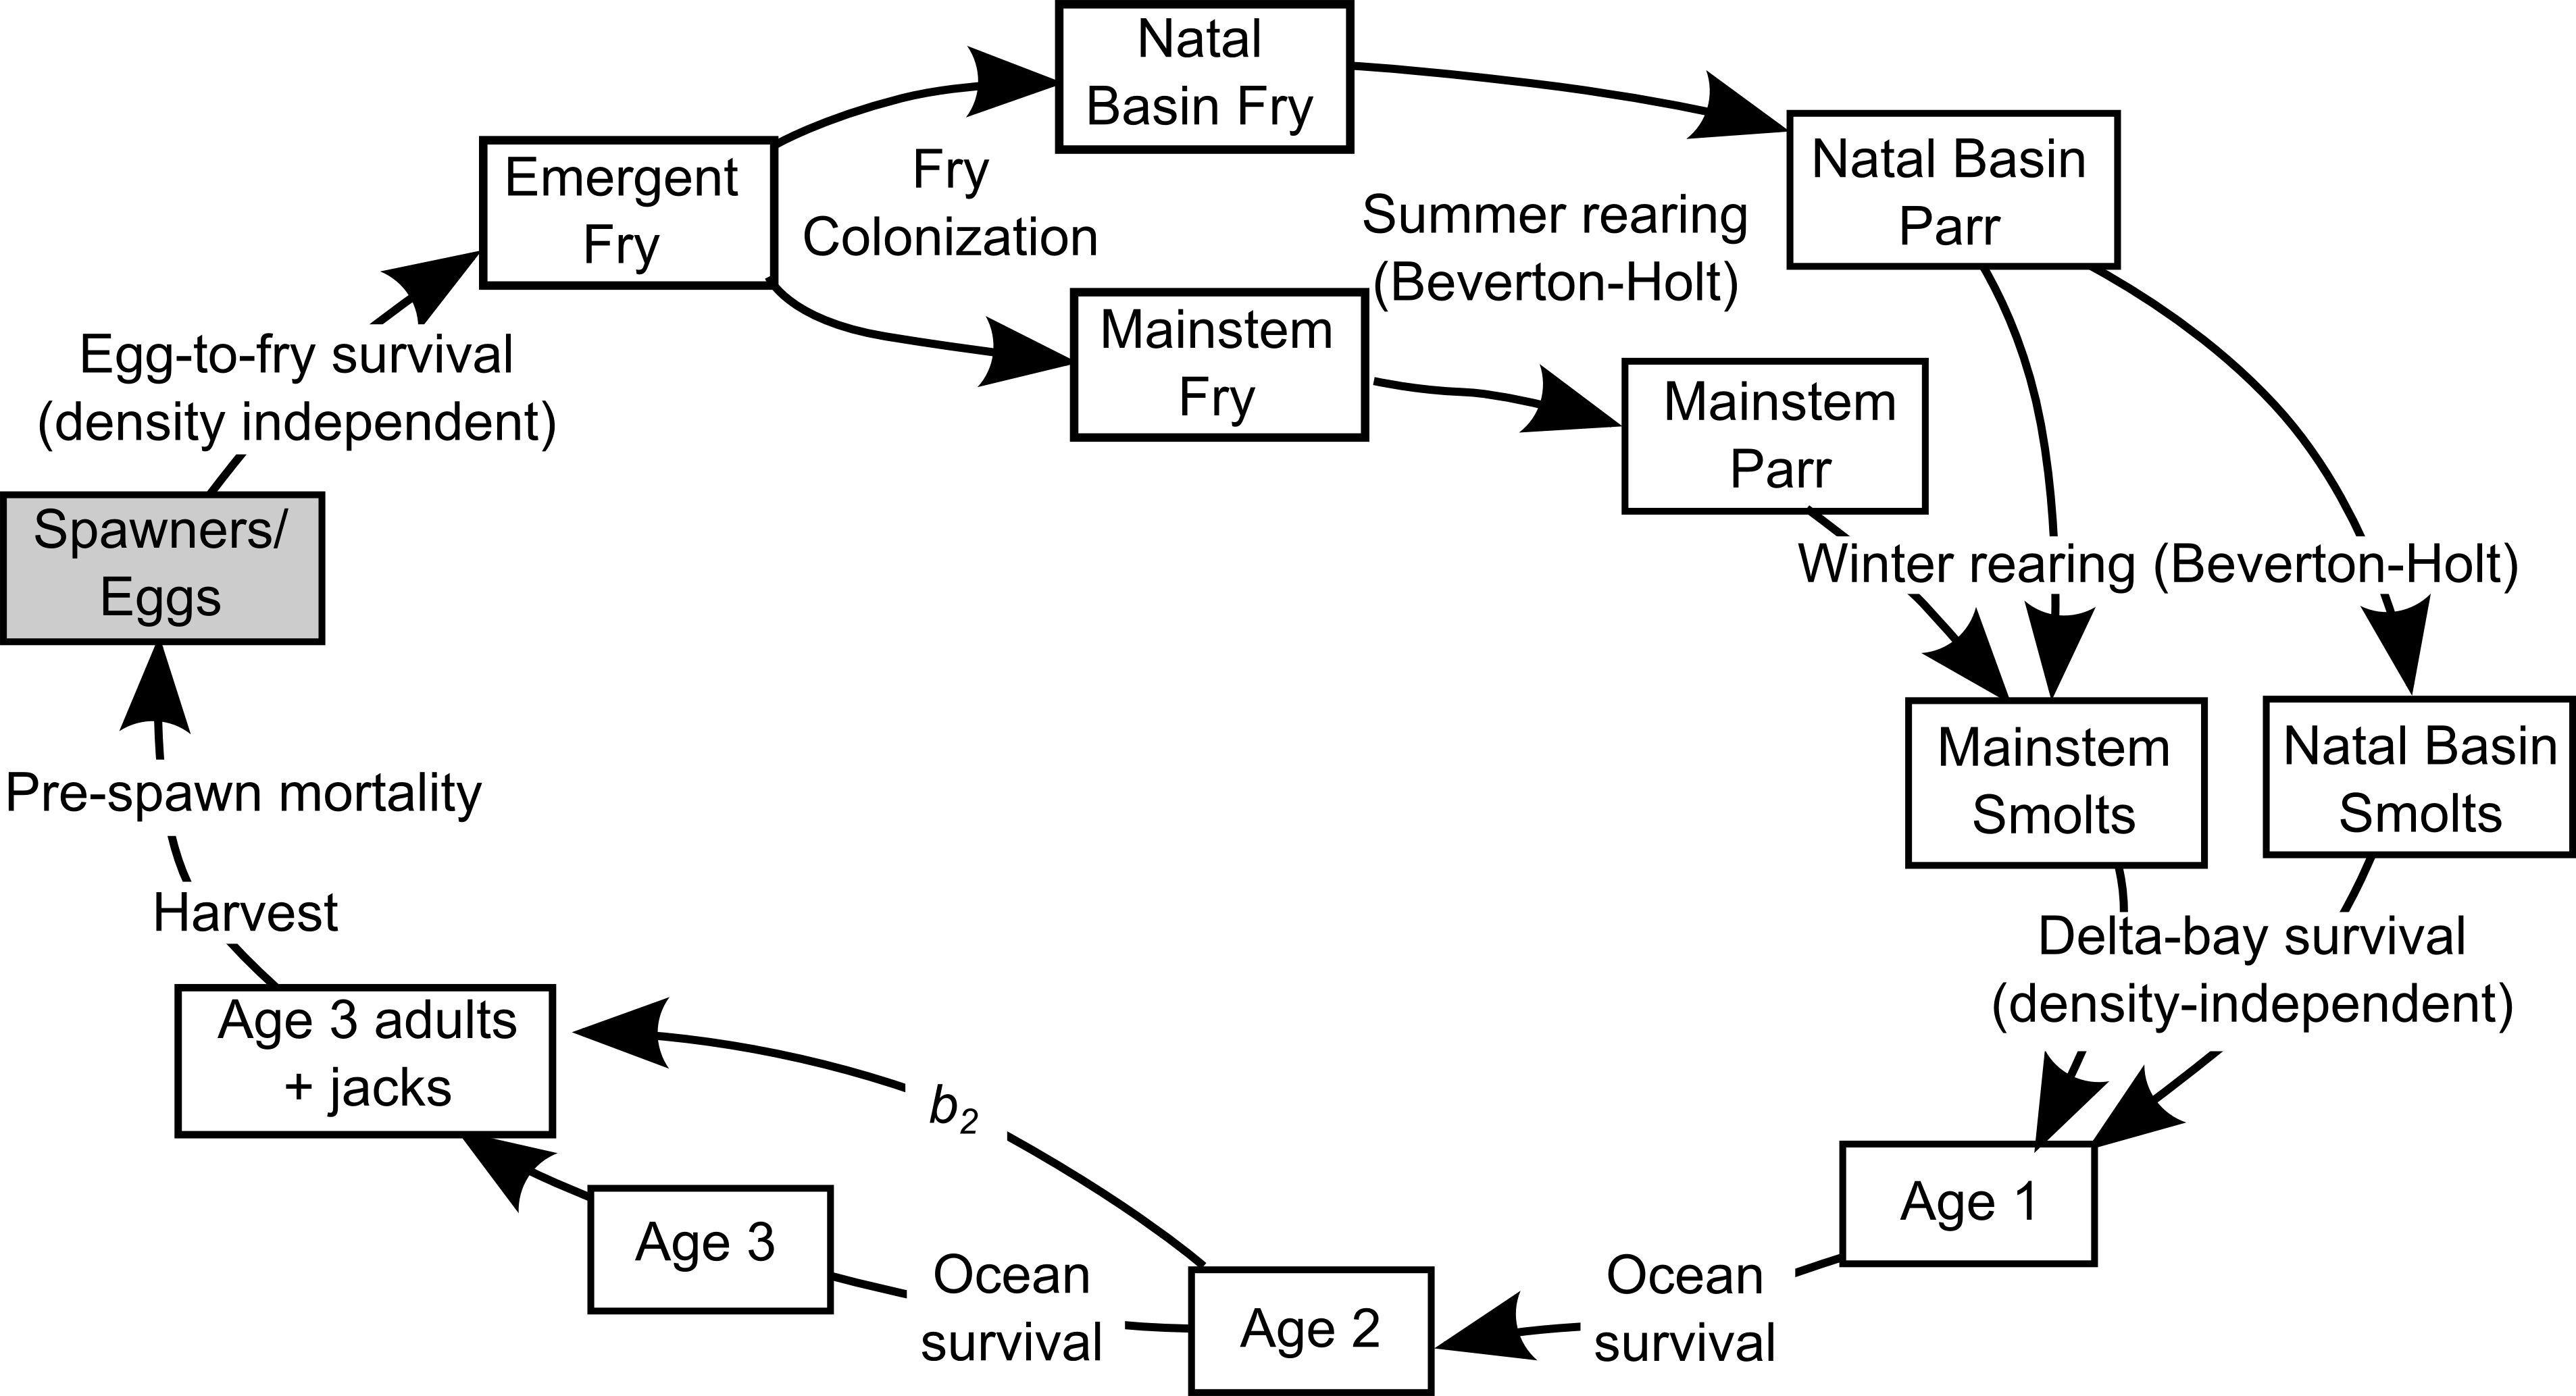 Natal
Basin Fry
Emergent
Fry
Fry
Colonization
Natal Basin
Parr
Summer rearing
(Beverton-Holt)
Mainstem
Fry
Mainstem
Parr
Egg-to-fry survival
(density independent)
Spawners/
Eggs
Winter rearing (Beverton-Holt)
Mainstem
Smolts
Natal Basin
Smolts
Pre-spawn mortality
Harvest
Delta-bay survival
(density-independent)
Age 3 adults
+ jacks
b2
Age 1
Age 3
Ocean
survival
Age 2
Ocean
survival